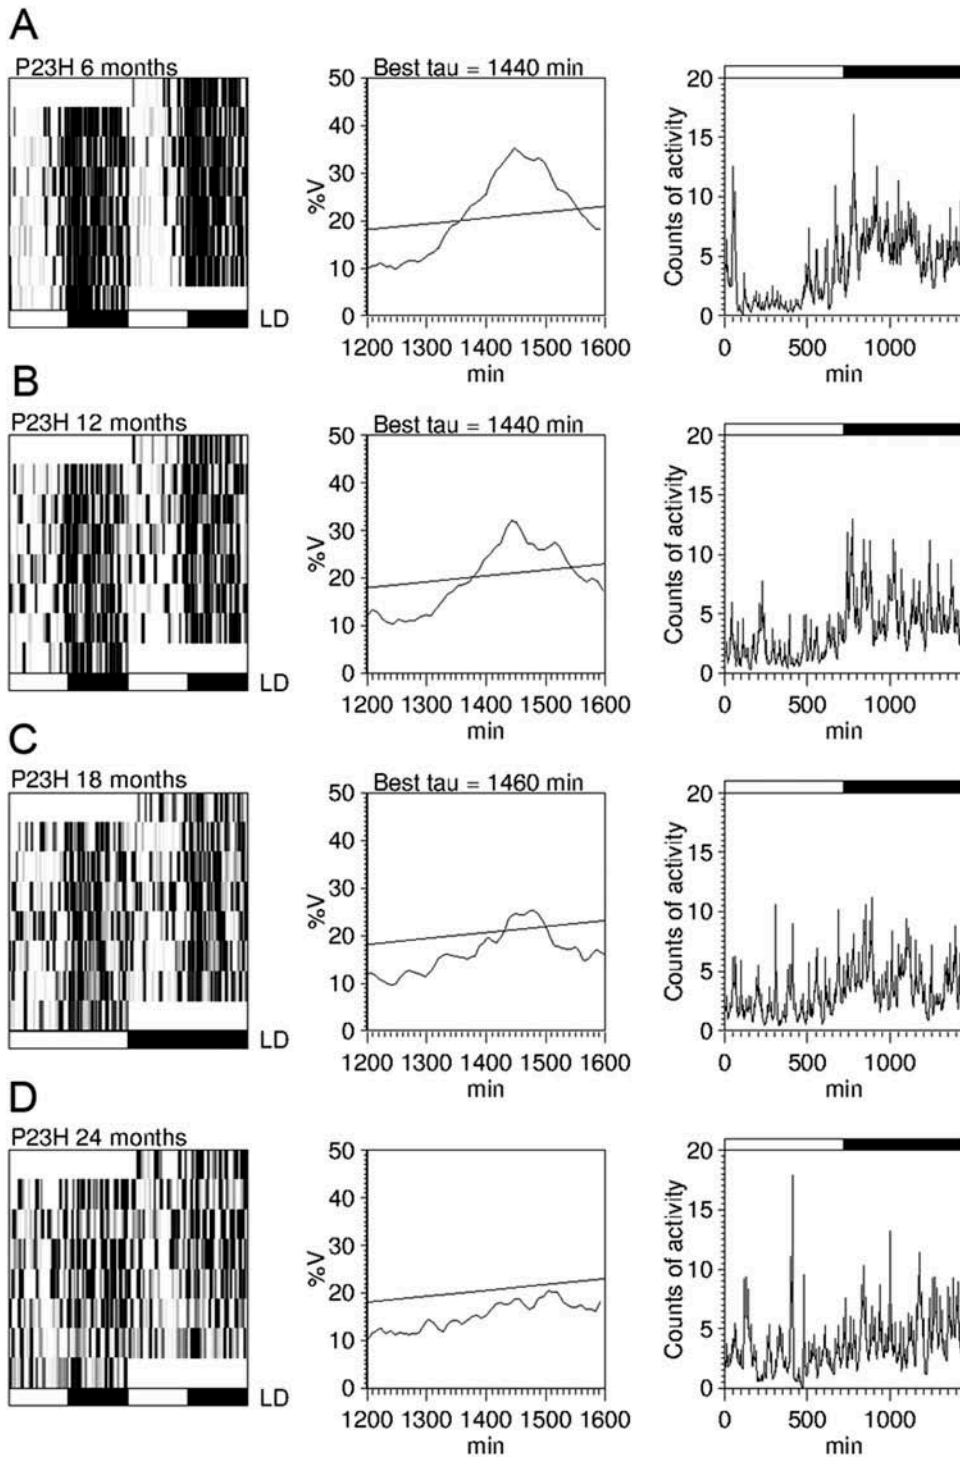 A
P23H 6 months
LD
Best tau = 1440 min
%V
50
40
30
20
10
0
1200 1300 1400 1500 1600
min
Counts of activity
20
15
10
5
0
0 500 1000
min
B
P23H 12 months
LD
Best tau = 1440 min
%V
50
40
30
20
10
0
1200 1300 1400 1500 1600
min
Counts of activity
20
15
10
5
0
0 500 1000
min
C
P23H 18 months
LD
Best tau = 1460 min
%V
50
40
30
20
10
0
1200 1300 1400 1500 1600
min
Counts of activity
20
15
10
5
0
0 500 1000
min
D
P23H 24 months
LD
%V
50
40
30
20
10
0
1200 1300 1400 1500 1600
min
Counts of activity
20
15
10
5
0
0 500 1000
min